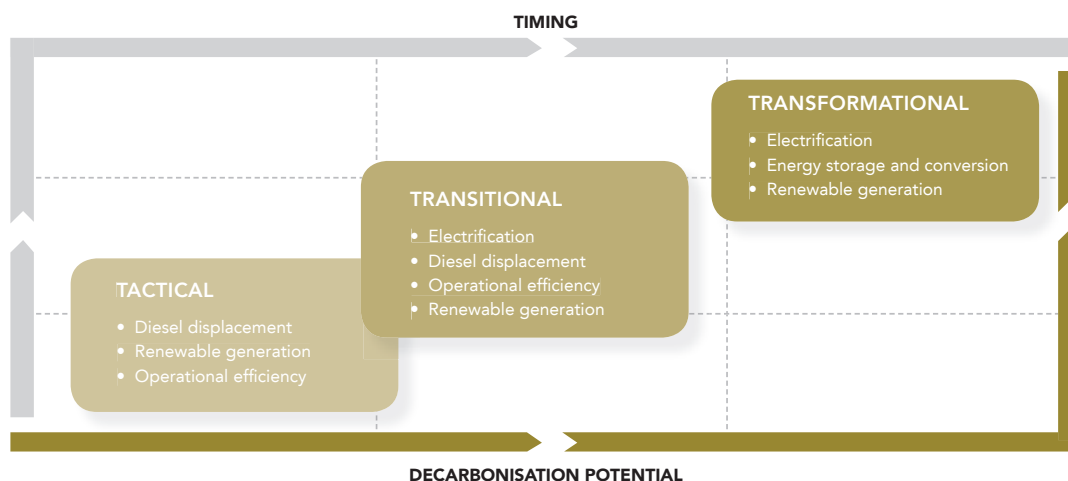 TIMING
TRANSFORMATIONAL
• Electrification
• Energy storage and conversion
• Renewable generation
TRANSITIONAL
• Electrification
• Diesel displacement
• Operational efficiency
• Renewable generation
TACTICAL
• Diesel displacement
• Renewable generation
• Operational efficiency
DECARBONISATION POTENTIAL